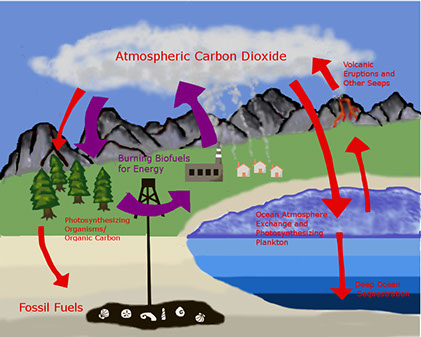 Atmospheric Carbon Dioxide
Volcanic
Eruptions and
Other Seeps
Burning Biofuels
for Energy
Photosynthesizing
Organisms/
Organic Carbon
Ocean Atmosphere
Exchange and
Photosynthesizing
Plankton
Deep Ocean
Sequestration
Fossil Fuels